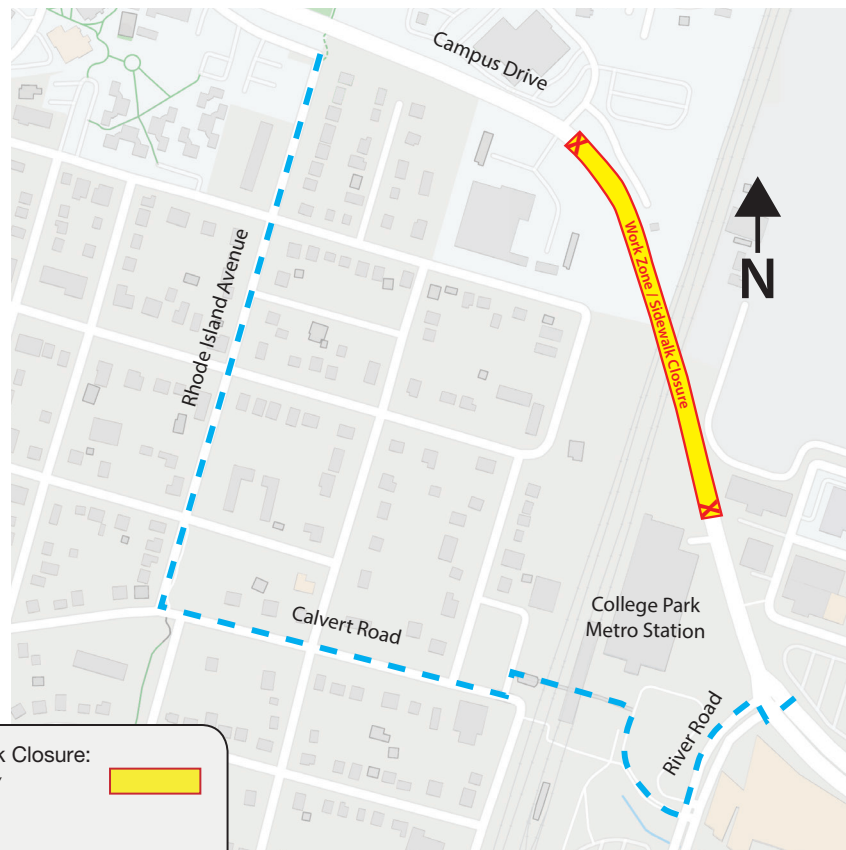 Campus Drive
Work Zone / Sidewalk Closure
N
Rhode Island Avenue
College Park
Metro Station
Calvert Road
River Road
Closure: